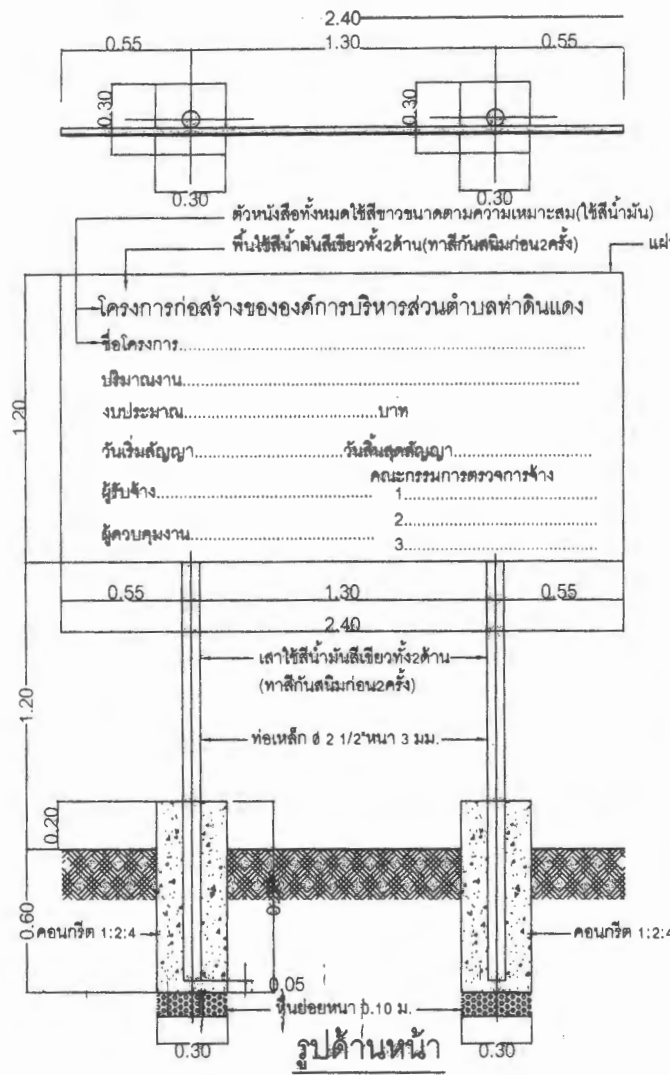 2.40
0.55 1.30 0.55
0.30 0.30
0.30 0.30
ตัวหนังสือทั้งหมดใช้สีขาวขนาดตามความเหมาะสม(ใช้สีน้ำมัน)
พื้นใช้สีน้ำมันสีเขียวทั้ง2ด้าน(ทาสีกันสนิมก่อน2ครั้ง)
โครงการก่อสร้างขององค์การบริหารส่วนตำบลท่าดินแดง
ชื่อโครงการ
ปริมาณงาน
1.20
งบประมาณ บาท
วันเริ่มสัญญา วันสิ้นสุดสัญญา
คณะกรรมการตรวจการจ้าง
ผู้รับจ้าง 1
2
ผู้ควบคุมงาน 3
0.55 1.30 0.55
2.40
เสาใช้สีน้ำมันสีเขียวทั้ง2ด้าน
(ทาสีกันสนิมก่อน2ครั้ง)
1.20
ท่อเหล็ก Ø 2 1/2"หนา 3 มม.
0.20
0.60
คอนกรีต 1:2:4 คอนกรีต 1:2:4
0.05
หินย่อยหนา 0.10 ม.
0.30 รูปด้านหน้า 0.30